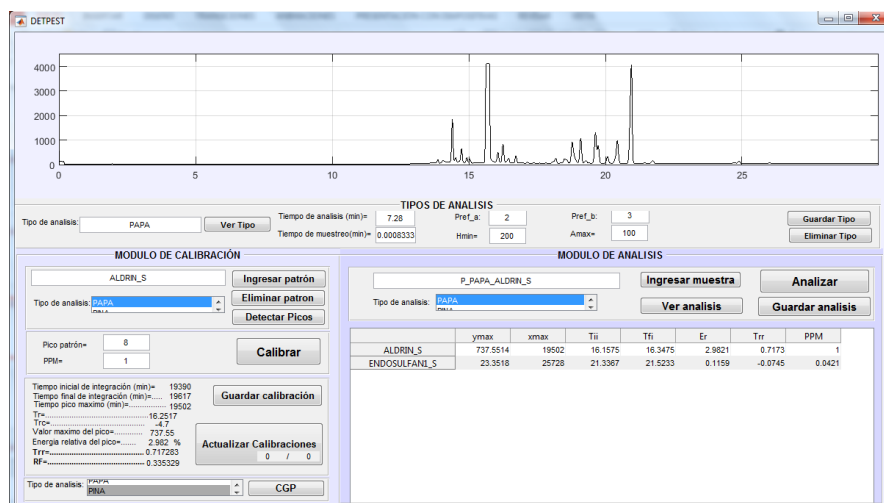 DETPEST
4000
3000
2000
1000
0
0 5 10 15 20 25
TIPOS DE ANALISIS
Tipo de analisis: PAPA Ver Tipo Tiempo de analisis (min)= 7.28 Pref_a: 2 Pref_b: 3 Guardar Tipo
Tiempo de muestreo(min)= 0.0008333 Hmin= 200 Amax= 100 Eliminar Tipo
MODULO DE CALIBRACIÓN
ALDRIN_S Ingresar patrón
Tipo de analisis: PAPA Eliminar patron
PINA
Detectar Picos
Pico patrón= 8
PPM= 1
Calibrar
Tiempo inicial de integración (min)= 19390
Tiempo final de integración (min)=..... 19617
Tiempo pico maximo (min)=................. 19502
Tr=.....................................................16.2517
Trc=..................................................... -4.7
Valor maximo del pico=............. 737.55
Energia relativa del pico=....... 2.982 %
Trr=.................................................. 0.717283
RF=................................................... 0.335329
Guardar calibración
Actualizar Calibraciones
0 / 0
Tipo de analisis: PAPA
PINA
CGP
MODULO DE ANALISIS
P_PAPA_ALDRIN_S Ingresar muestra Analizar
Tipo de analisis: PAPA
PINA
Ver analisis Guardar analisis
ymax xmax Tii Tfi Er Trr PPM
ALDRIN_S 737.5514 19502 16.1575 16.3475 2.9821 0.7173 1
ENDOSULFAN1_S 23.3518 25728 21.3367 21.5233 0.1159 -0.0745 0.0421